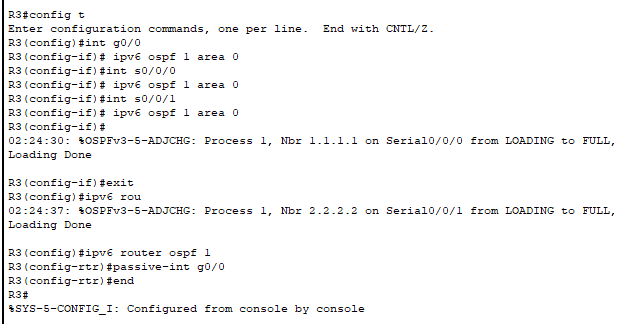 R3#config t
Enter configuration commands, one per line.  End with CNTL/Z.
R3(config)#int g0/0
R3(config-if)# ipv6 ospf 1 area 0
R3(config-if)#int s0/0/0
R3(config-if)# ipv6 ospf 1 area 0
R3(config-if)#int s0/0/1
R3(config-if)# ipv6 ospf 1 area 0
R3(config-if)#
02:24:30: %OSPFv3-5-ADJCHG: Process 1, Nbr 1.1.1.1 on Serial0/0/0 from LOADING to FULL,
Loading Done
R3(config-if)#exit
R3(config)#ipv6 rou
02:24:37: %OSPFv3-5-ADJCHG: Process 1, Nbr 2.2.2.2 on Serial0/0/1 from LOADING to FULL,
Loading Done
R3(config)#ipv6 router ospf 1
R3(config-rtr)#passive-int g0/0
R3(config-rtr)#end
R3#
%SYS-5-CONFIG_I: Configured from console by console